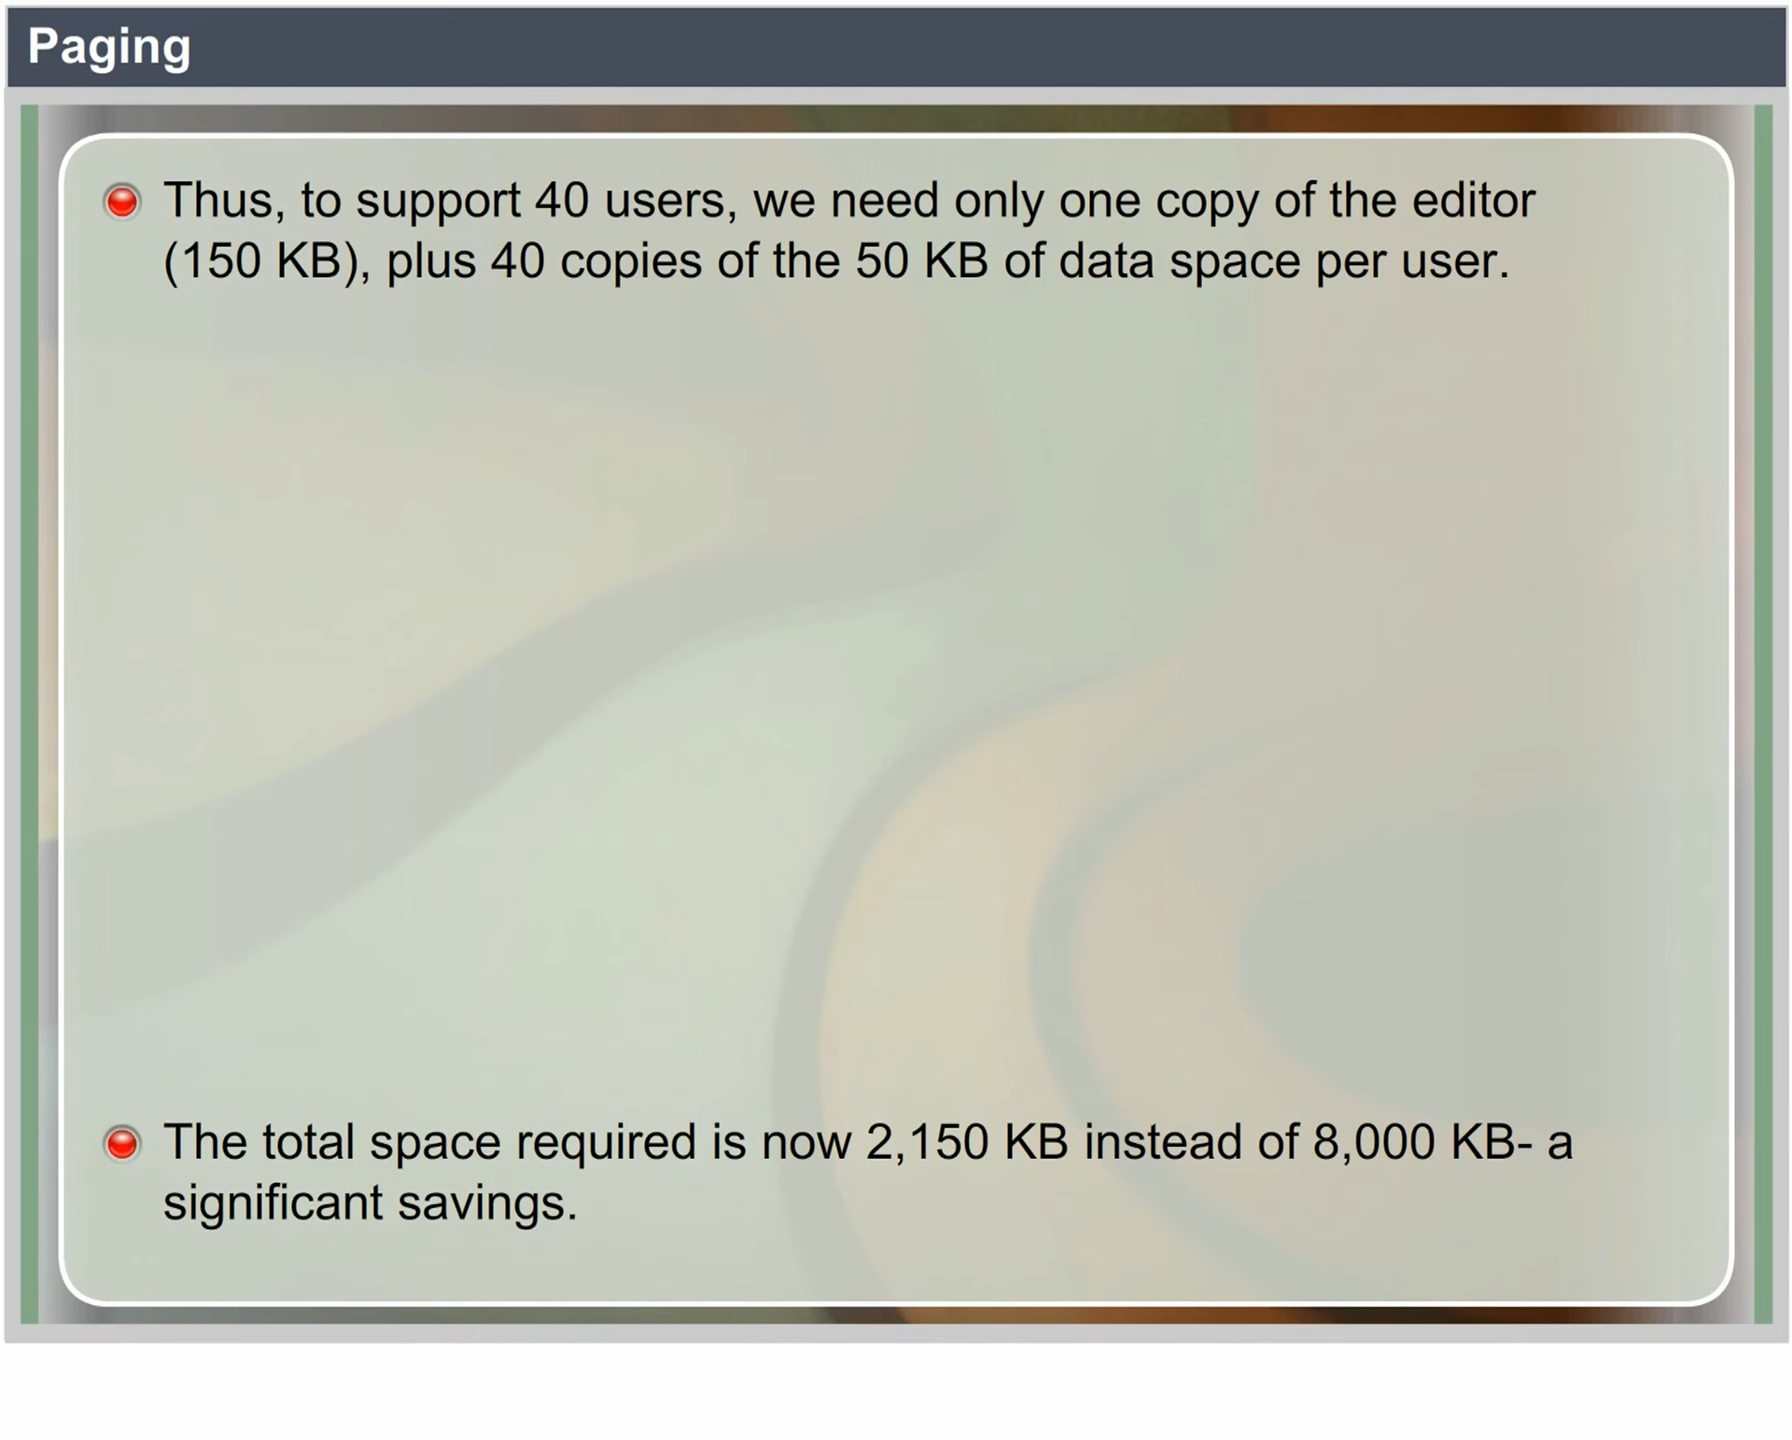 Paging
Thus, to support 40 users, we need only one copy of the editor
(150 KB), plus 40 copies of the 50 KB of data space per user.
The total space required is now 2,150 KB instead of 8,000 KB- a
significant savings.